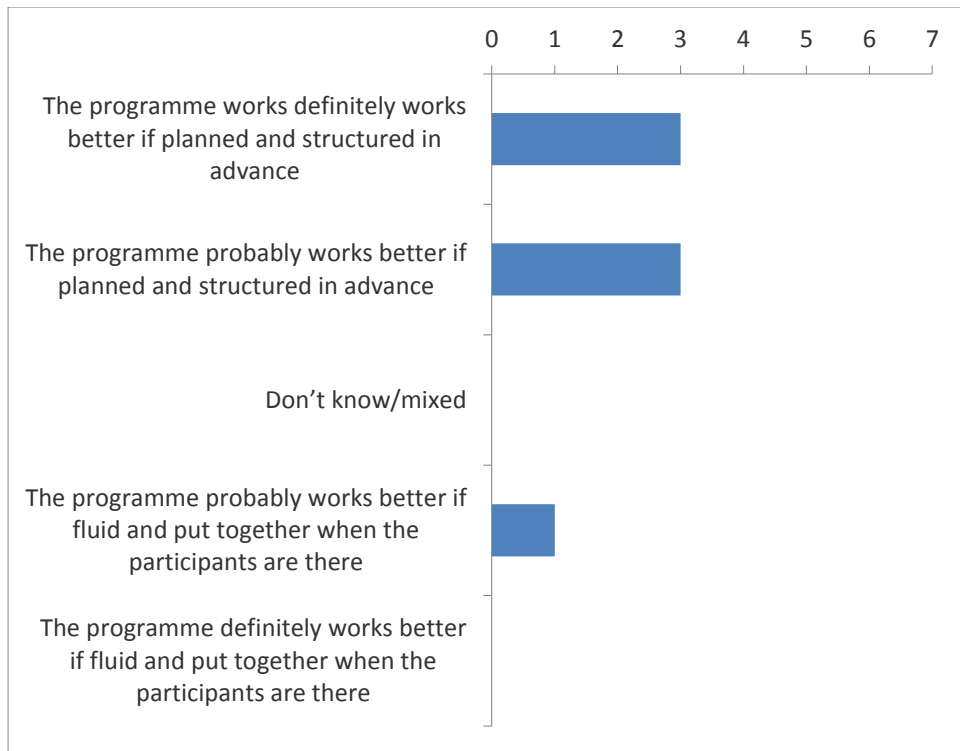 0 1 2 3 4 5 6 7
The programme works definitely works
better if planned and structured in
advance
The programme probably works better if
planned and structured in advance
Don’t know/mixed
The programme probably works better if
fluid and put together when the
participants are there
The programme definitely works better
if fluid and put together when the
participants are there